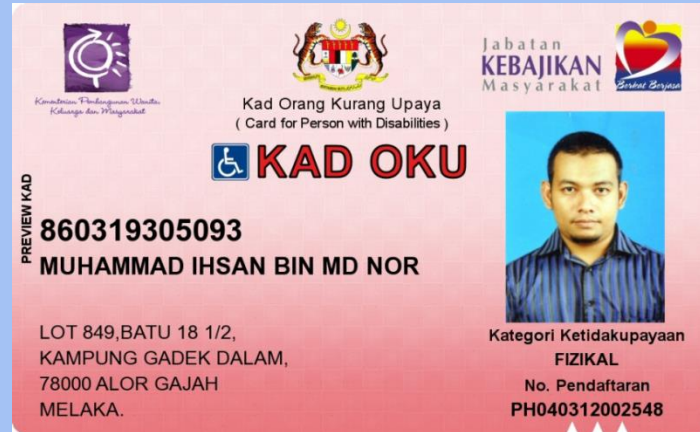 Kementerian Pembangunan Wanita,
Keluarga dan Masyarakat
Kad Orang Kurang Upaya
( Card for Person with Disabilities )
KAD OKU
Jabatan
KEBAJIKAN
Masyarakat
Berkat Berjasa
PREVIEW KAD
860319305093
MUHAMMAD IHSAN BIN MD NOR
LOT 849,BATU 18 1/2,
KAMPUNG GADEK DALAM,
78000 ALOR GAJAH
MELAKA.
Kategori Ketidakupayaan
FIZIKAL
No. Pendaftaran
PH040312002548